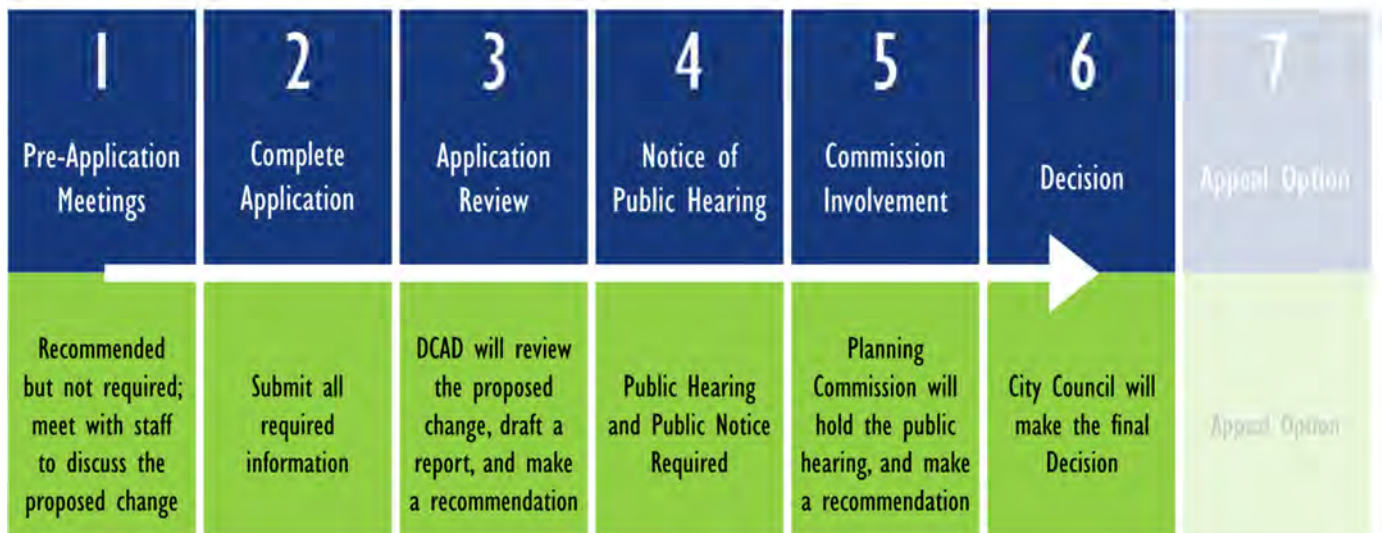 1
Pre-Application
Meetings
Recommended
but not required;
meet with staff
to discuss the
proposed change
2
Complete
Application
Submit all
required
information
3
Application
Review
DCAD will review
the proposed
change, draft a
report, and make
a recommendation
4
Notice of
Public Hearing
Public Hearing
and Public Notice
Required
5
Commission
Involvement
Planning
Commission will
hold the public
hearing, and make
a recommendation
6
Decision
City Council will
make the final
Decision
7
Appeal Option
Appeal Option